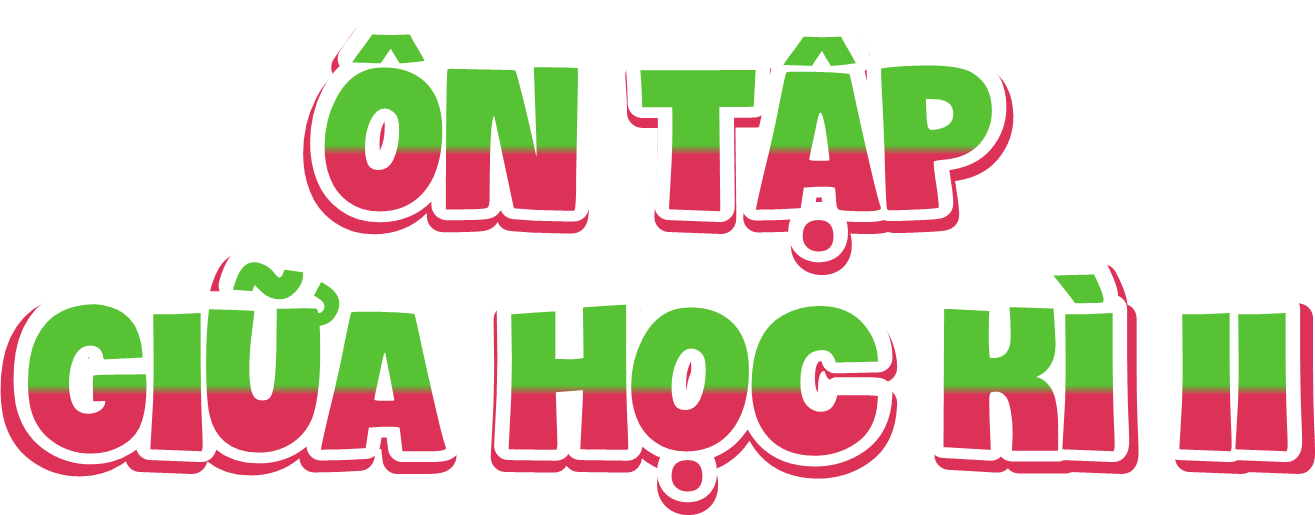 ÔN TẬP
GIỮA HỌC KÌ II